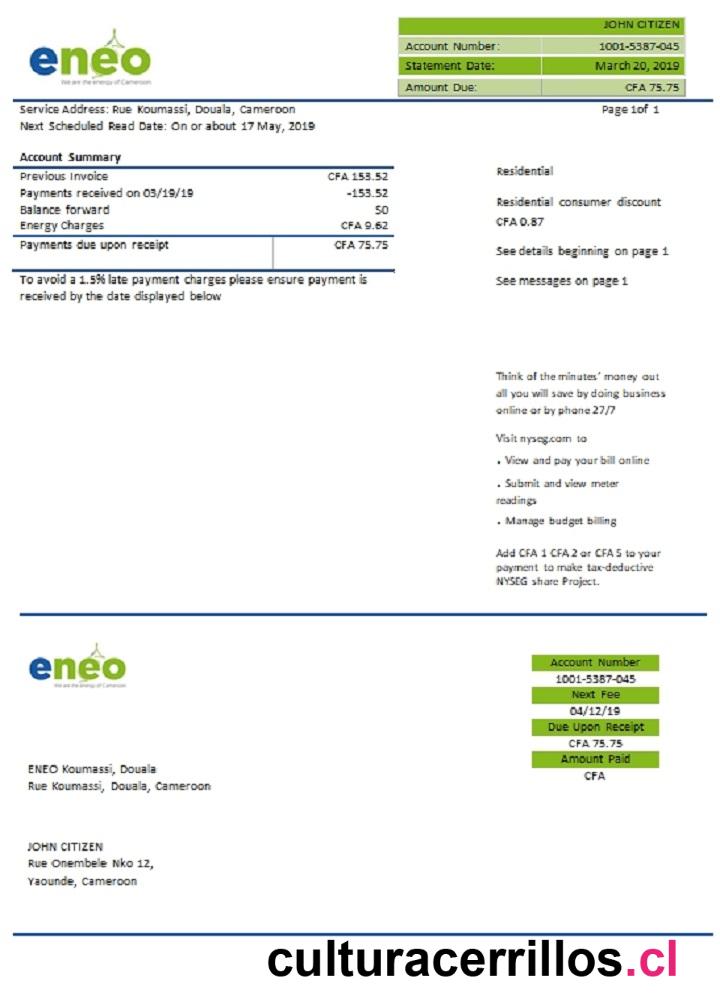 eneo
We are the energy of Cameroon
JOHN CITIZEN
Account Number: 1001-5387-045
Statement Date: March 20, 2019
Amount Due: CFA 75.75
Service Address: Rue Koumassi, Douala, Cameroon
Page 1of 1
Next Scheduled Read Date: On or about 17 May, 2019
Account Summary
Previous Invoice CFA 153.52
Payments received on 03/19/19 -153.52
Balance forward 50
Energy Charges CFA 9.62
Payments due upon receipt CFA 75.75
To avoid a 1.5% late payment charges please ensure payment is
received by the date displayed below
Residential
Residential consumer discount
CFA 0.87
See details beginning on page 1
See messages on page 1
Think of the minutes' money out
all you will save by doing business
online or by phone 27/7
Visit nyseg.com to
. View and pay your bill online
. Submit and view meter
readings
. Manage budget billing
Add CFA 1 CFA 2 or CFA 5 to your
payment to make tax-deductive
NYSEG share Project.
eneo
We are the energy of Cameroon
Account Number
1001-5387-045
Next Fee
04/12/19
Due Upon Receipt
CFA 75.75
Amount Paid
CFA
ENEO Koumassi, Douala
Rue Koumassi, Douala, Cameroon
JOHN CITIZEN
Rue Onembele Nko 12,
Yaounde, Cameroon
culturacerrillos.cl